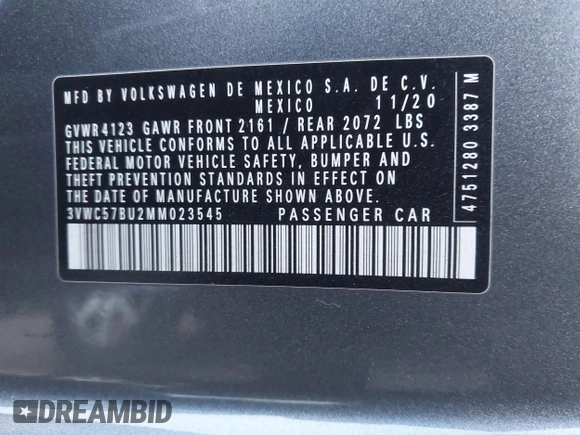 MFD BY VOLKSWAGEN DE MEXICO S.A. DE C.V.
MEXICO 11/20
GVWR 4123 GAWR FRONT 2161 / REAR 2072 LBS
THIS VEHICLE CONFORMS TO ALL APPLICABLE U.S.
FEDERAL MOTOR VEHICLE SAFETY, BUMPER AND
THEFT PREVENTION STANDARDS IN EFFECT ON
THE DATE OF MANUFACTURE SHOWN ABOVE.
3VWC57BU2MM023545 PASSENGER CAR
4751280 3387 M
DREAMBID